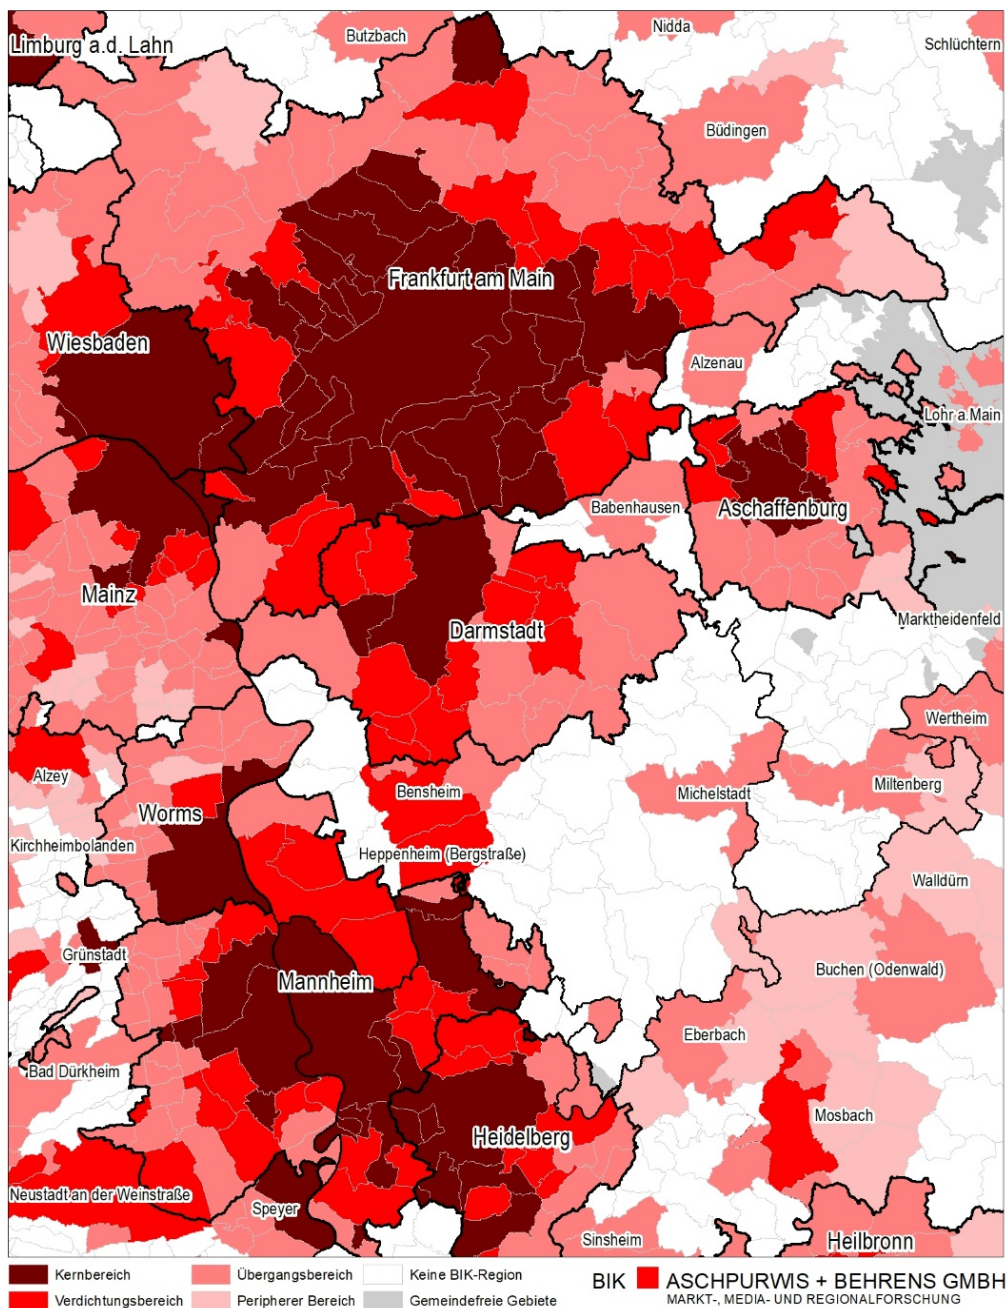 Limburg a.d. Lahn
Butzbach
Nidda
Schlüchtern
Büdingen
Frankfurt am Main
Wiesbaden
Alzenau
Lohr a.Main
Babenhausen
Aschaffenburg
Mainz
Darmstadt
Marktheidenfeld
Wertheim
Alzey
Bensheim
Michelstadt
Miltenberg
Worms
Kirchheimbolanden
Heppenheim (Bergstraße)
Walldürn
Grünstadt
Mannheim
Buchen (Odenwald)
Eberbach
Bad Dürkheim
Mosbach
Heidelberg
Neustadt an der Weinstraße
Speyer
Sinsheim
Heilbronn
Kernbereich
Übergangsbereich
Keine BIK-Region
BIK ASCHPURWIS + BEHRENS GMBH
Verdichtungsbereich
Peripherer Bereich
Gemeindefreie Gebiete
MARKT-, MEDIA- UND REGIONALFORSCHUNG